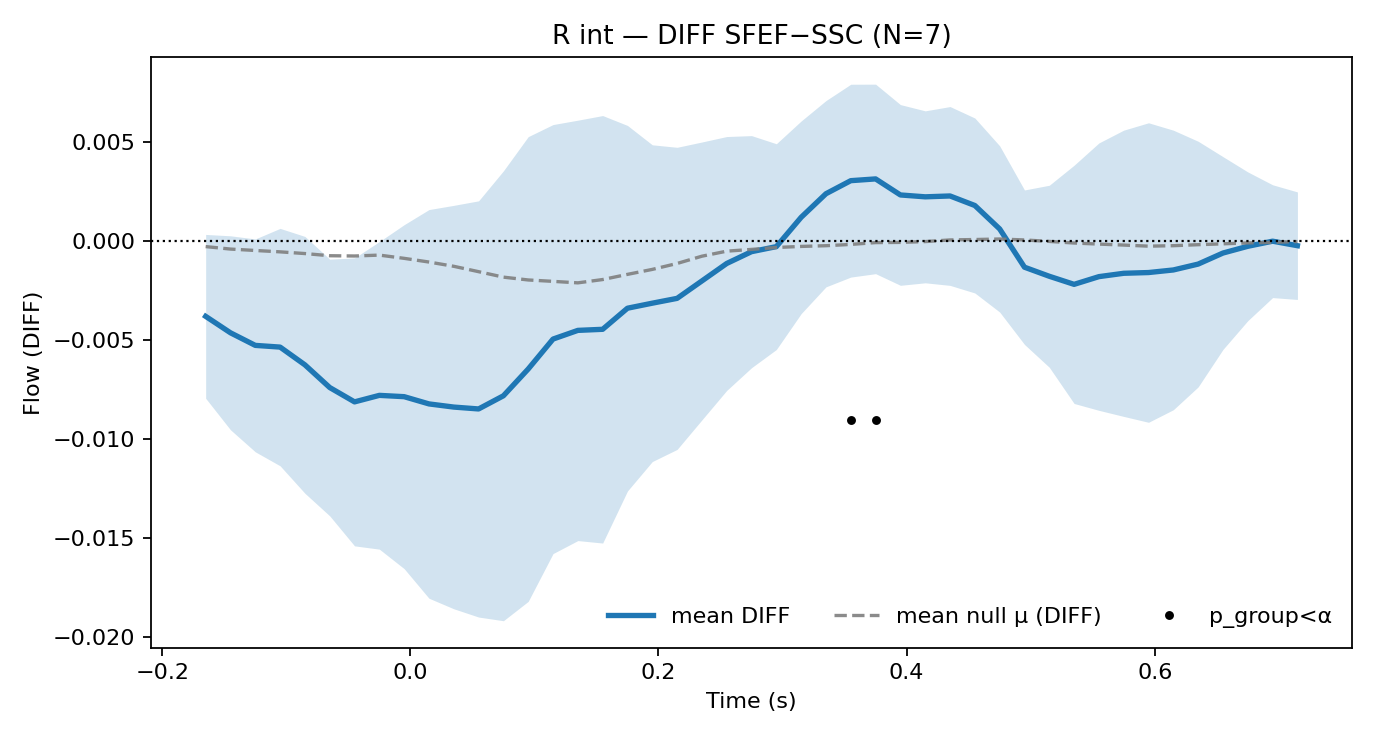 R int — DIFF SFEF−SSC (N=7)
Flow (DIFF)
0.005
0.000
−0.005
−0.010
−0.015
−0.020
mean DIFF
mean null μ (DIFF)
p_group<α
−0.2
0.0
0.2
0.4
0.6
Time (s)